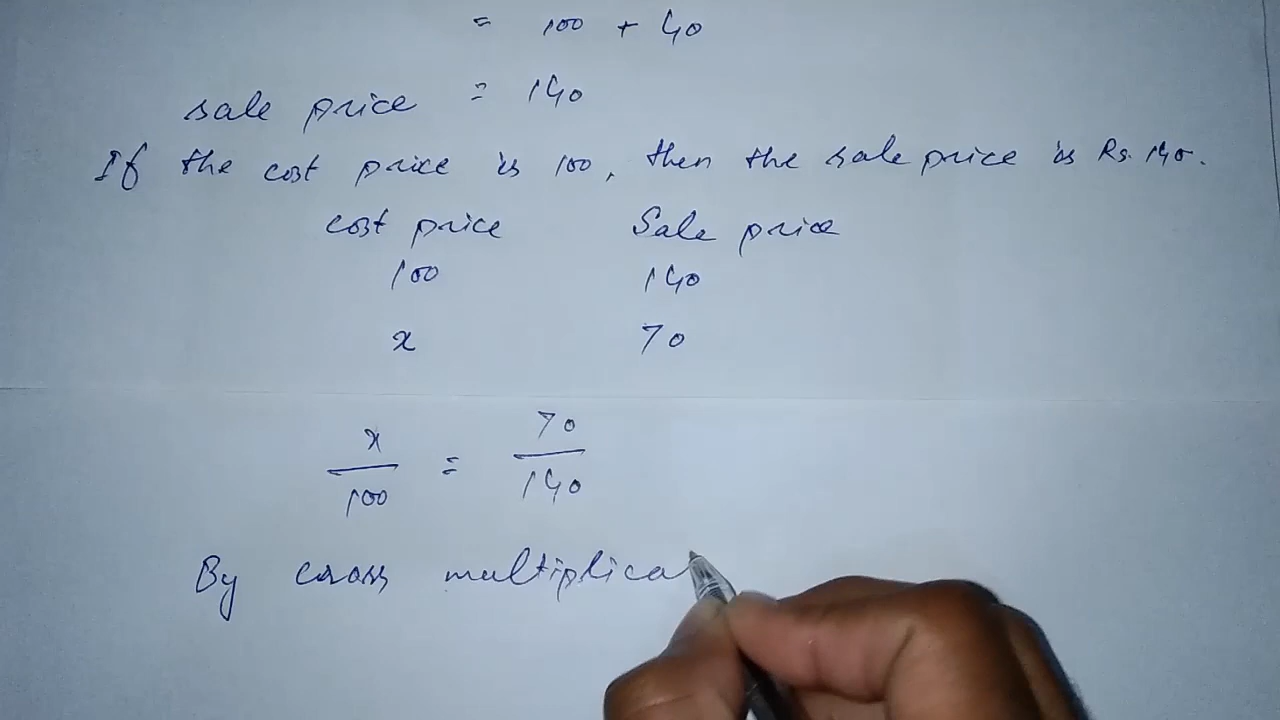 = 100 + 40
sale price = 140
If the cost price is 100, then the sale price is Rs. 140.
cost price Sale price
100 140
x 70
x/100 = 70/140
By cross multiplica